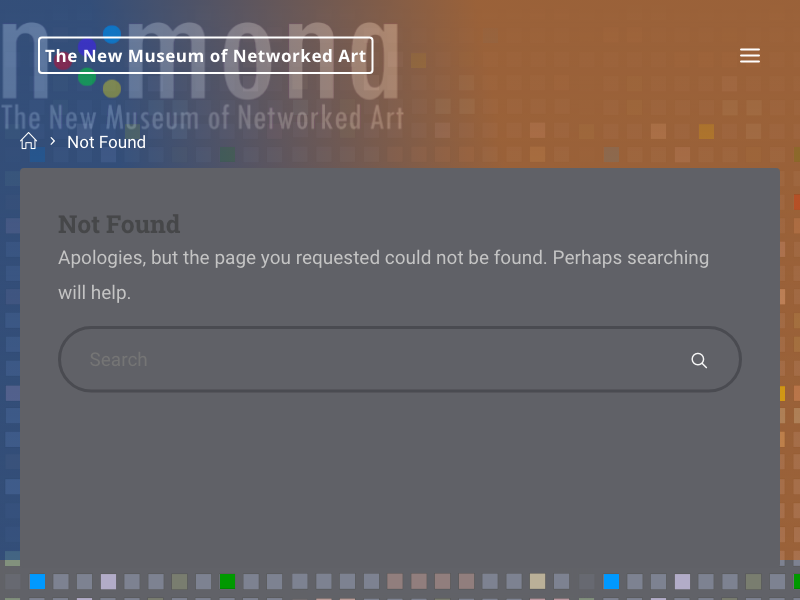 n:mona
The New Museum of Networked Art
The New Museum of Networked Art
Not Found
Not Found
Apologies, but the page you requested could not be found. Perhaps searching
will help.
Search